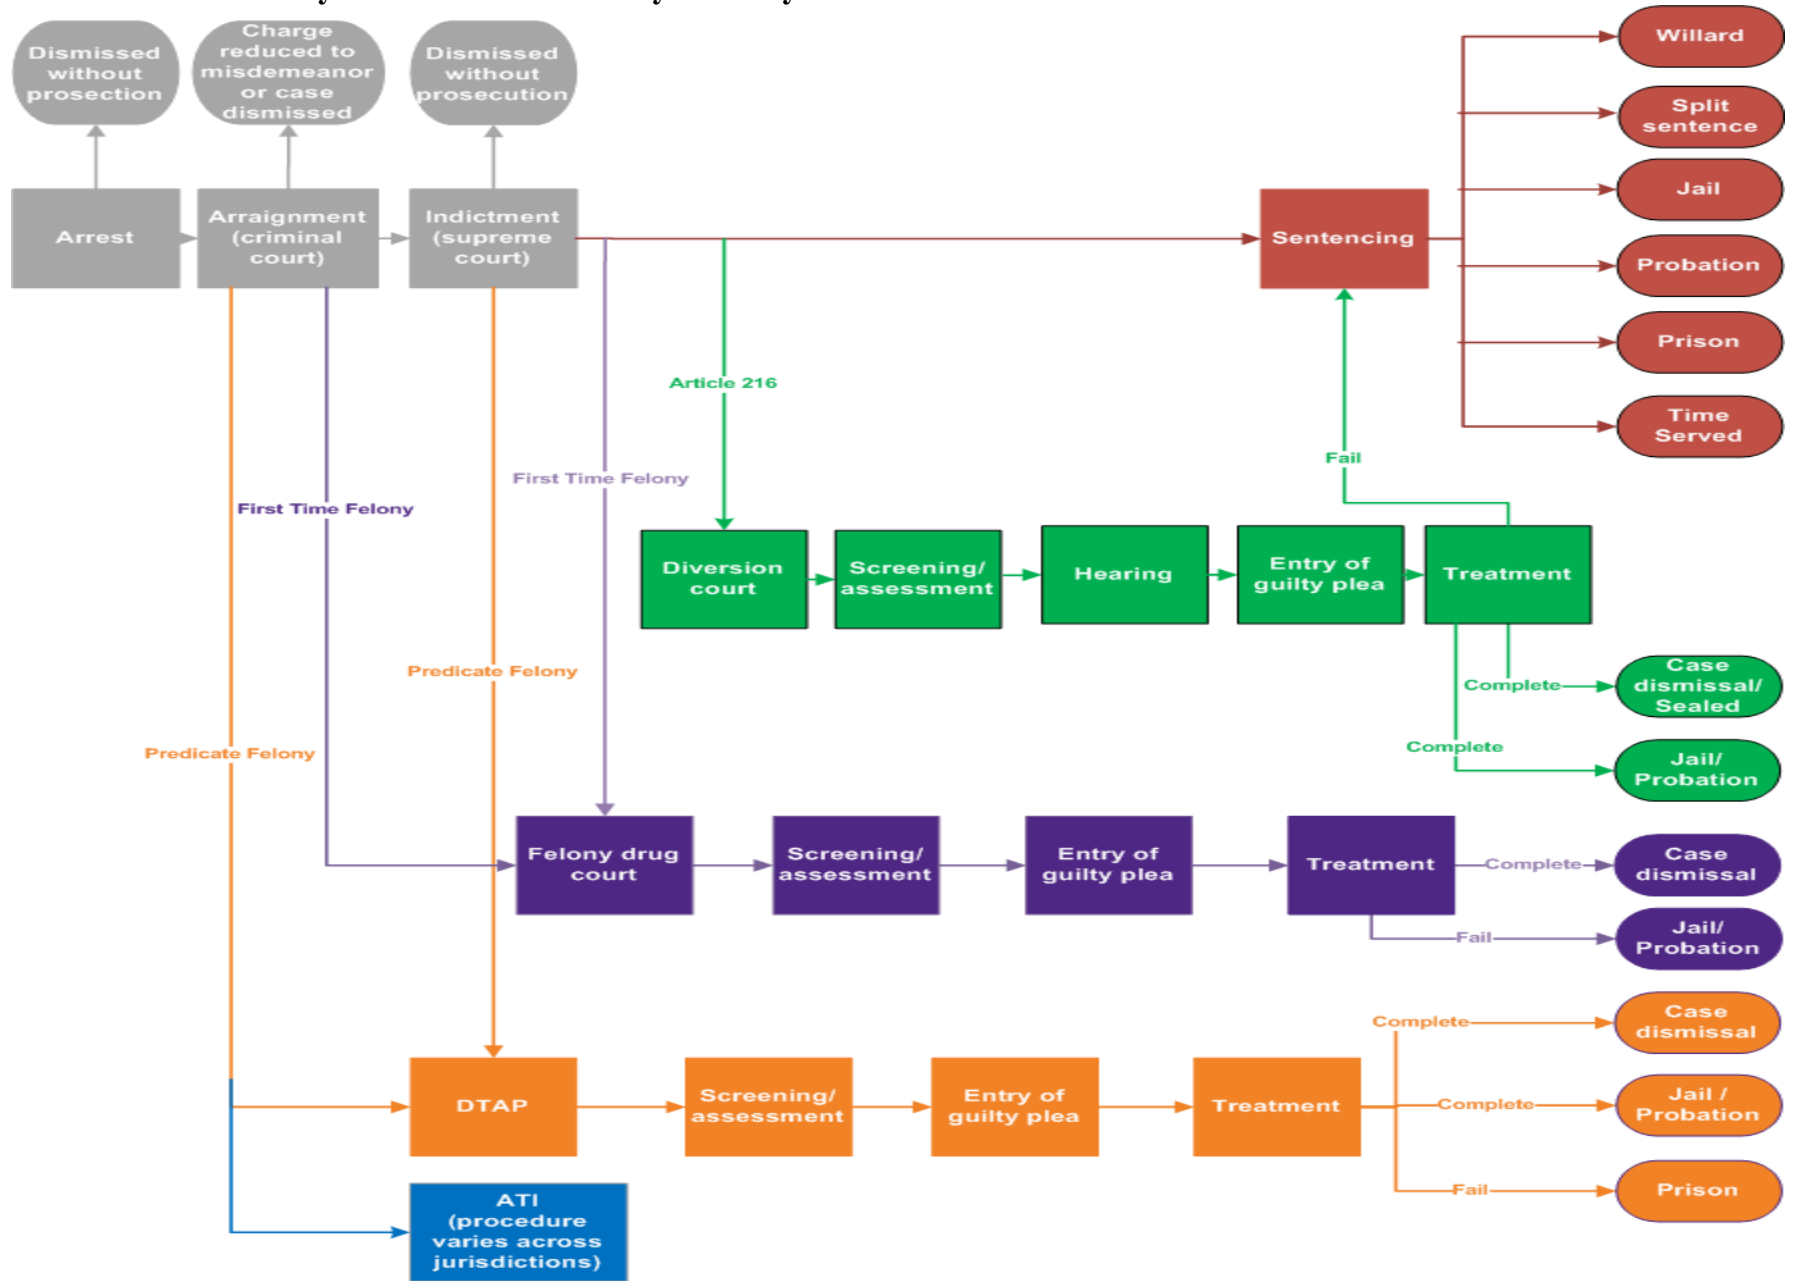 Dismissed
without
prosection
Charge
reduced to
misdemeanor
or case
dismissed
Dismissed
without
prosecution
Willard
Split
sentence
Jail
Arrest
Arraignment
(criminal
court)
Indictment
(supreme
court)
Sentencing
Probation
Prison
Time
Served
Article 216
Fail
First Time Felony
First Time Felony
Diversion
court
Screening/
assessment
Hearing
Entry of
guilty plea
Treatment
Predicate Felony
Complete
Case
dismissal/
Sealed
Predicate Felony
Complete
Jail/
Probation
Felony drug
court
Screening/
assessment
Entry of
guilty plea
Treatment
Complete
Case
dismissal
Fail
Jail/
Probation
Complete
Case
dismissal
DTAP
Screening/
assessment
Entry of
guilty plea
Treatment
Complete
Jail /
Probation
Fail
Prison
ATI
(procedure
varies across
jurisdictions)